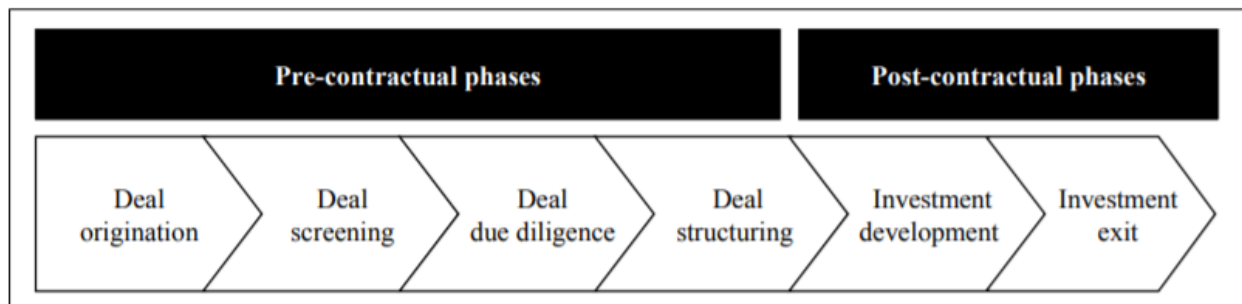 Pre-contractual phases
Post-contractual phases
Deal
origination
Deal
screening
Deal
due diligence
Deal
structuring
Investment
development
Investment
exit